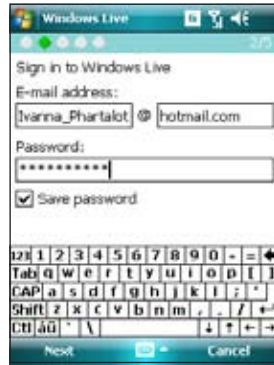 Windows Live
2/5
Sign in to Windows Live
E-mail address:
Ivanna_Phartalot @ hotmail.com
Password:
**********
Save password
123 1 2 3 4 5 6 7 8 9 0 - =
Tab q w e r t y u i o p [ ]
CAP a s d f g h j k l ; '
Shift z x c v b n m , . /
Ctl áü ` \
Next Cancel